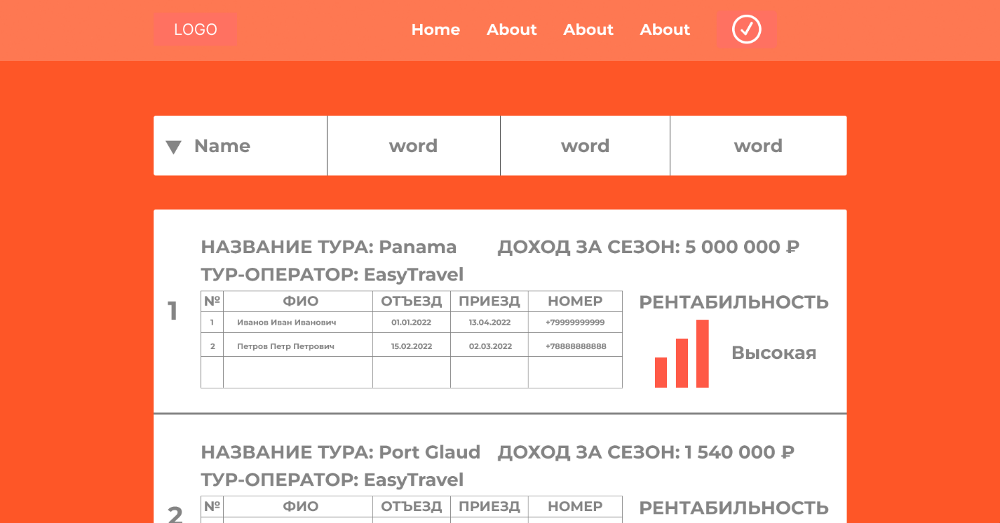 LOGO Home About About About
Name word word word
НАЗВАНИЕ ТУРА: Panama ДОХОД ЗА СЕЗОН: 5 000 000 ₽
ТУР-ОПЕРАТОР: EasyTravel
1
№ ФИО ОТЪЕЗД ПРИЕЗД НОМЕР
1 Иванов Иван Иванович 01.01.2022 13.04.2022 +79999999999
2 Петров Петр Петрович 15.02.2022 02.03.2022 +78888888888
РЕНТАБИЛЬНОСТЬ
Высокая
НАЗВАНИЕ ТУРА: Port Glaud ДОХОД ЗА СЕЗОН: 1 540 000 ₽
ТУР-ОПЕРАТОР: EasyTravel
2
№ ФИО ОТЪЕЗД ПРИЕЗД НОМЕР
РЕНТАБИЛЬНОСТЬ